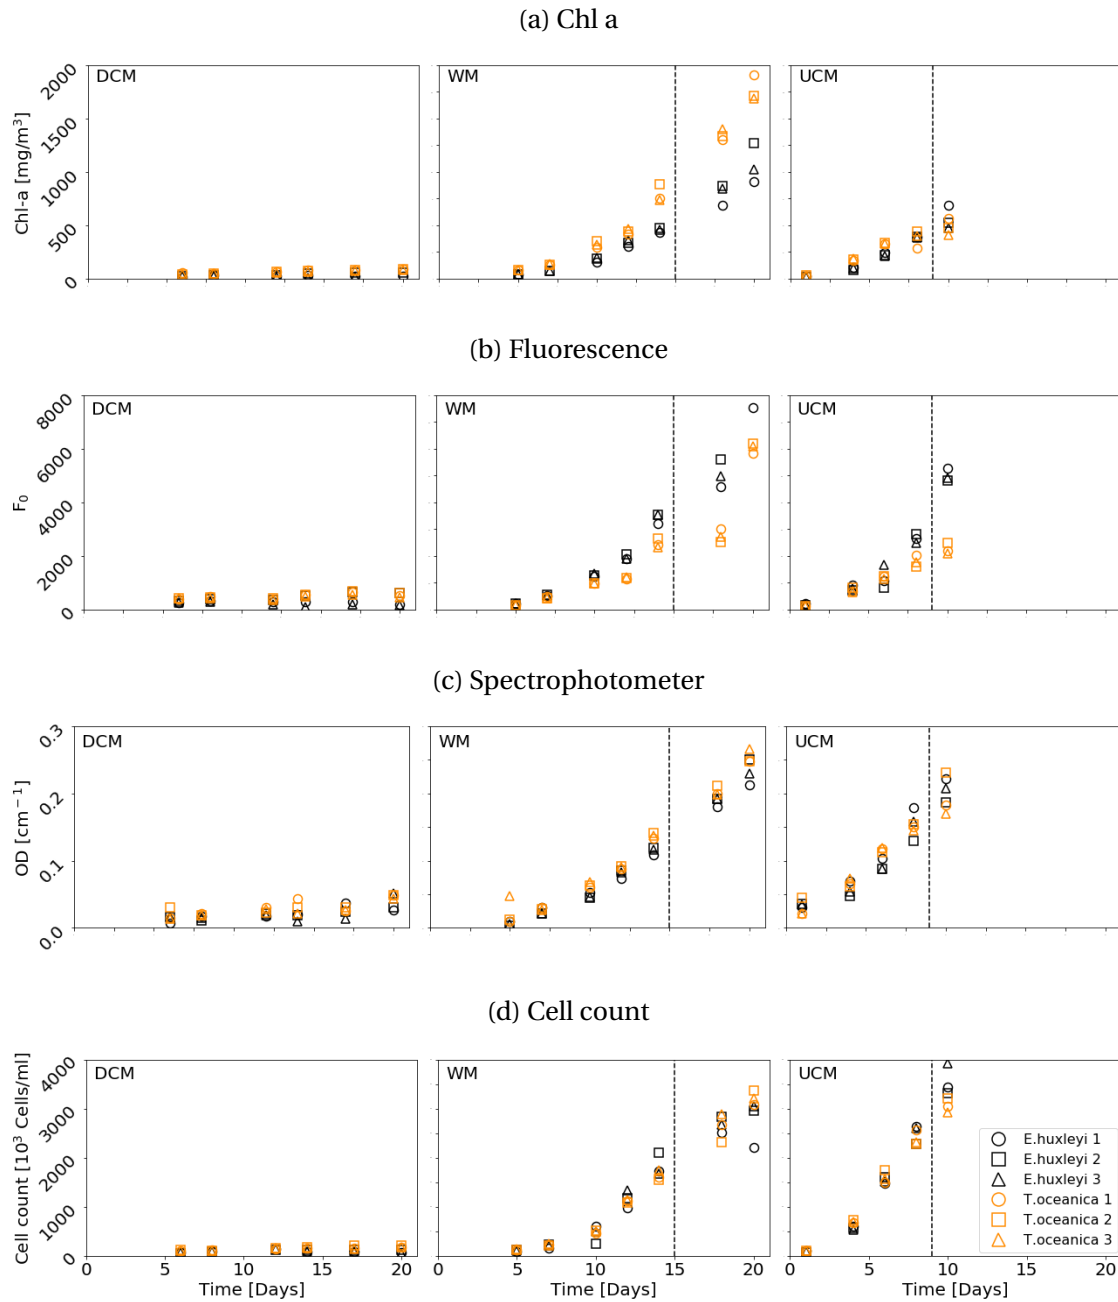 (a) Chl a
DCM
WM
UCM
2000
1500
1000
500
0
Chl-a [mg/m³]
(b) Fluorescence
DCM
WM
UCM
8000
6000
4000
2000
0
F₀
(c) Spectrophotometer
DCM
WM
UCM
0.3
0.2
0.1
0.0
OD [cm⁻¹]
(d) Cell count
DCM
WM
UCM
4000
3000
2000
1000
0
Cell count [10³ Cells/ml]
E.huxleyi 1
E.huxleyi 2
E.huxleyi 3
T.oceanica 1
T.oceanica 2
T.oceanica 3
0 5 10 15 20 5 10 15 20 0 5 10 15 20
Time [Days] Time [Days] Time [Days]